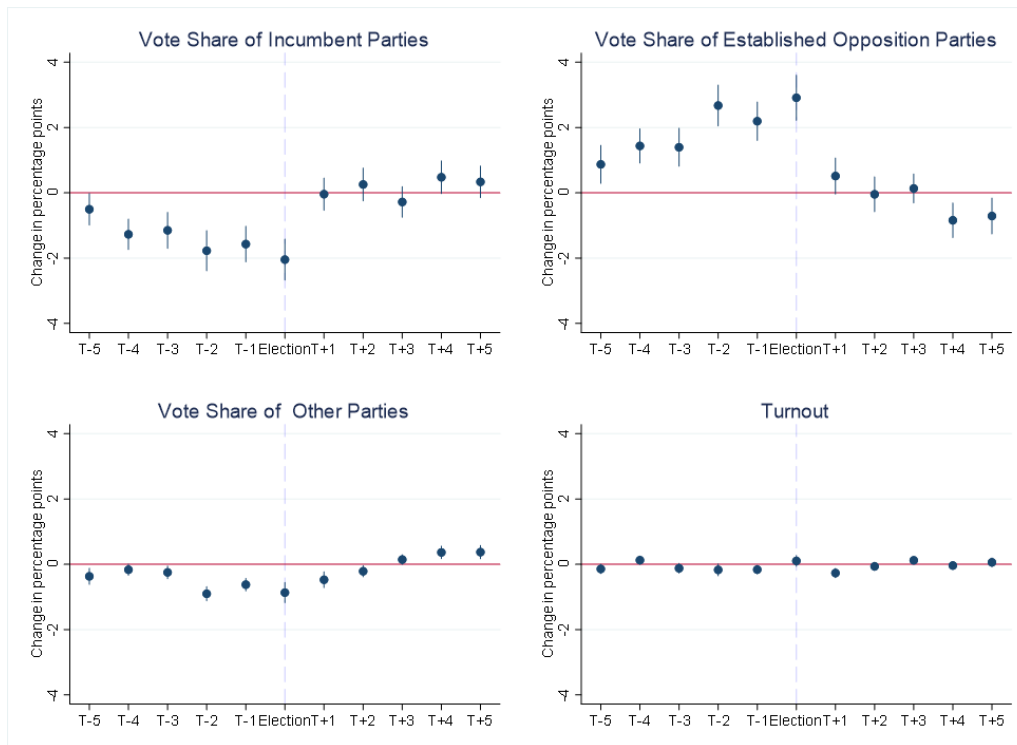 Vote Share of Incumbent Parties
Change in percentage points
4
2
0
-2
-4
T-5 T-4 T-3 T-2 T-1 Election T+1 T+2 T+3 T+4 T+5
Vote Share of Established Opposition Parties
Change in percentage points
4
2
0
-2
-4
T-5 T-4 T-3 T-2 T-1 Election T+1 T+2 T+3 T+4 T+5
Vote Share of Other Parties
Change in percentage points
4
2
0
-2
-4
T-5 T-4 T-3 T-2 T-1 Election T+1 T+2 T+3 T+4 T+5
Turnout
Change in percentage points
4
2
0
-2
-4
T-5 T-4 T-3 T-2 T-1 Election T+1 T+2 T+3 T+4 T+5